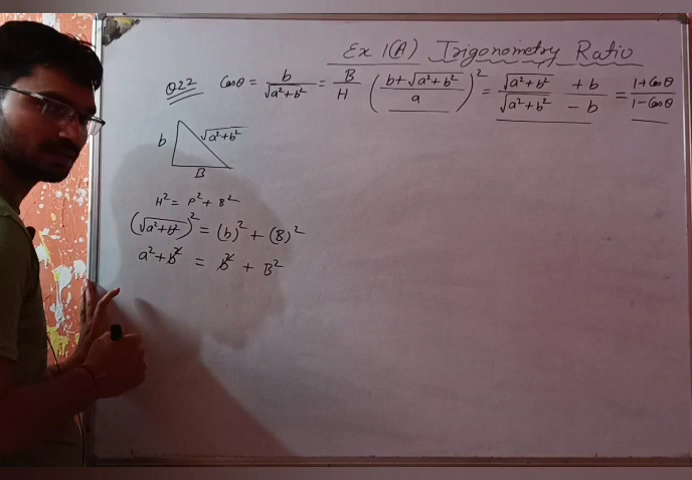 Ex 1(A) Trigonometry Ratio
Q22 Cosθ = b/√a²+b² = B/H (b+√a²+b²/a)² = √a²+b² + b/√a²+b² - b = 1+Cosθ/1-Cosθ
b √a²+b²
B
H² = P² + B²
(√a²+b²)² = (b)² + (B)²
a²+b² = b² + B²